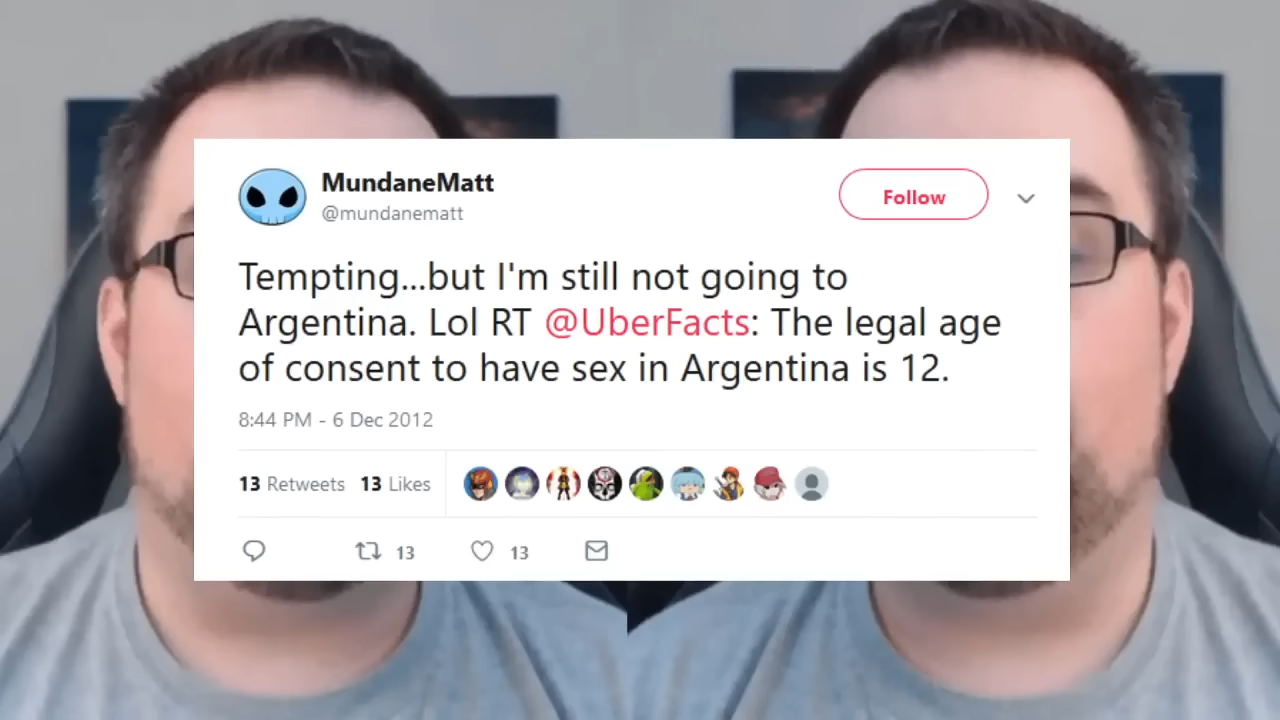 MundaneMatt
Follow
@mundanematt
Tempting...but I'm still not going to
Argentina. Lol RT @UberFacts: The legal age
of consent to have sex in Argentina is 12.
8:44 PM - 6 Dec 2012
13 Retweets 13 Likes
13 13